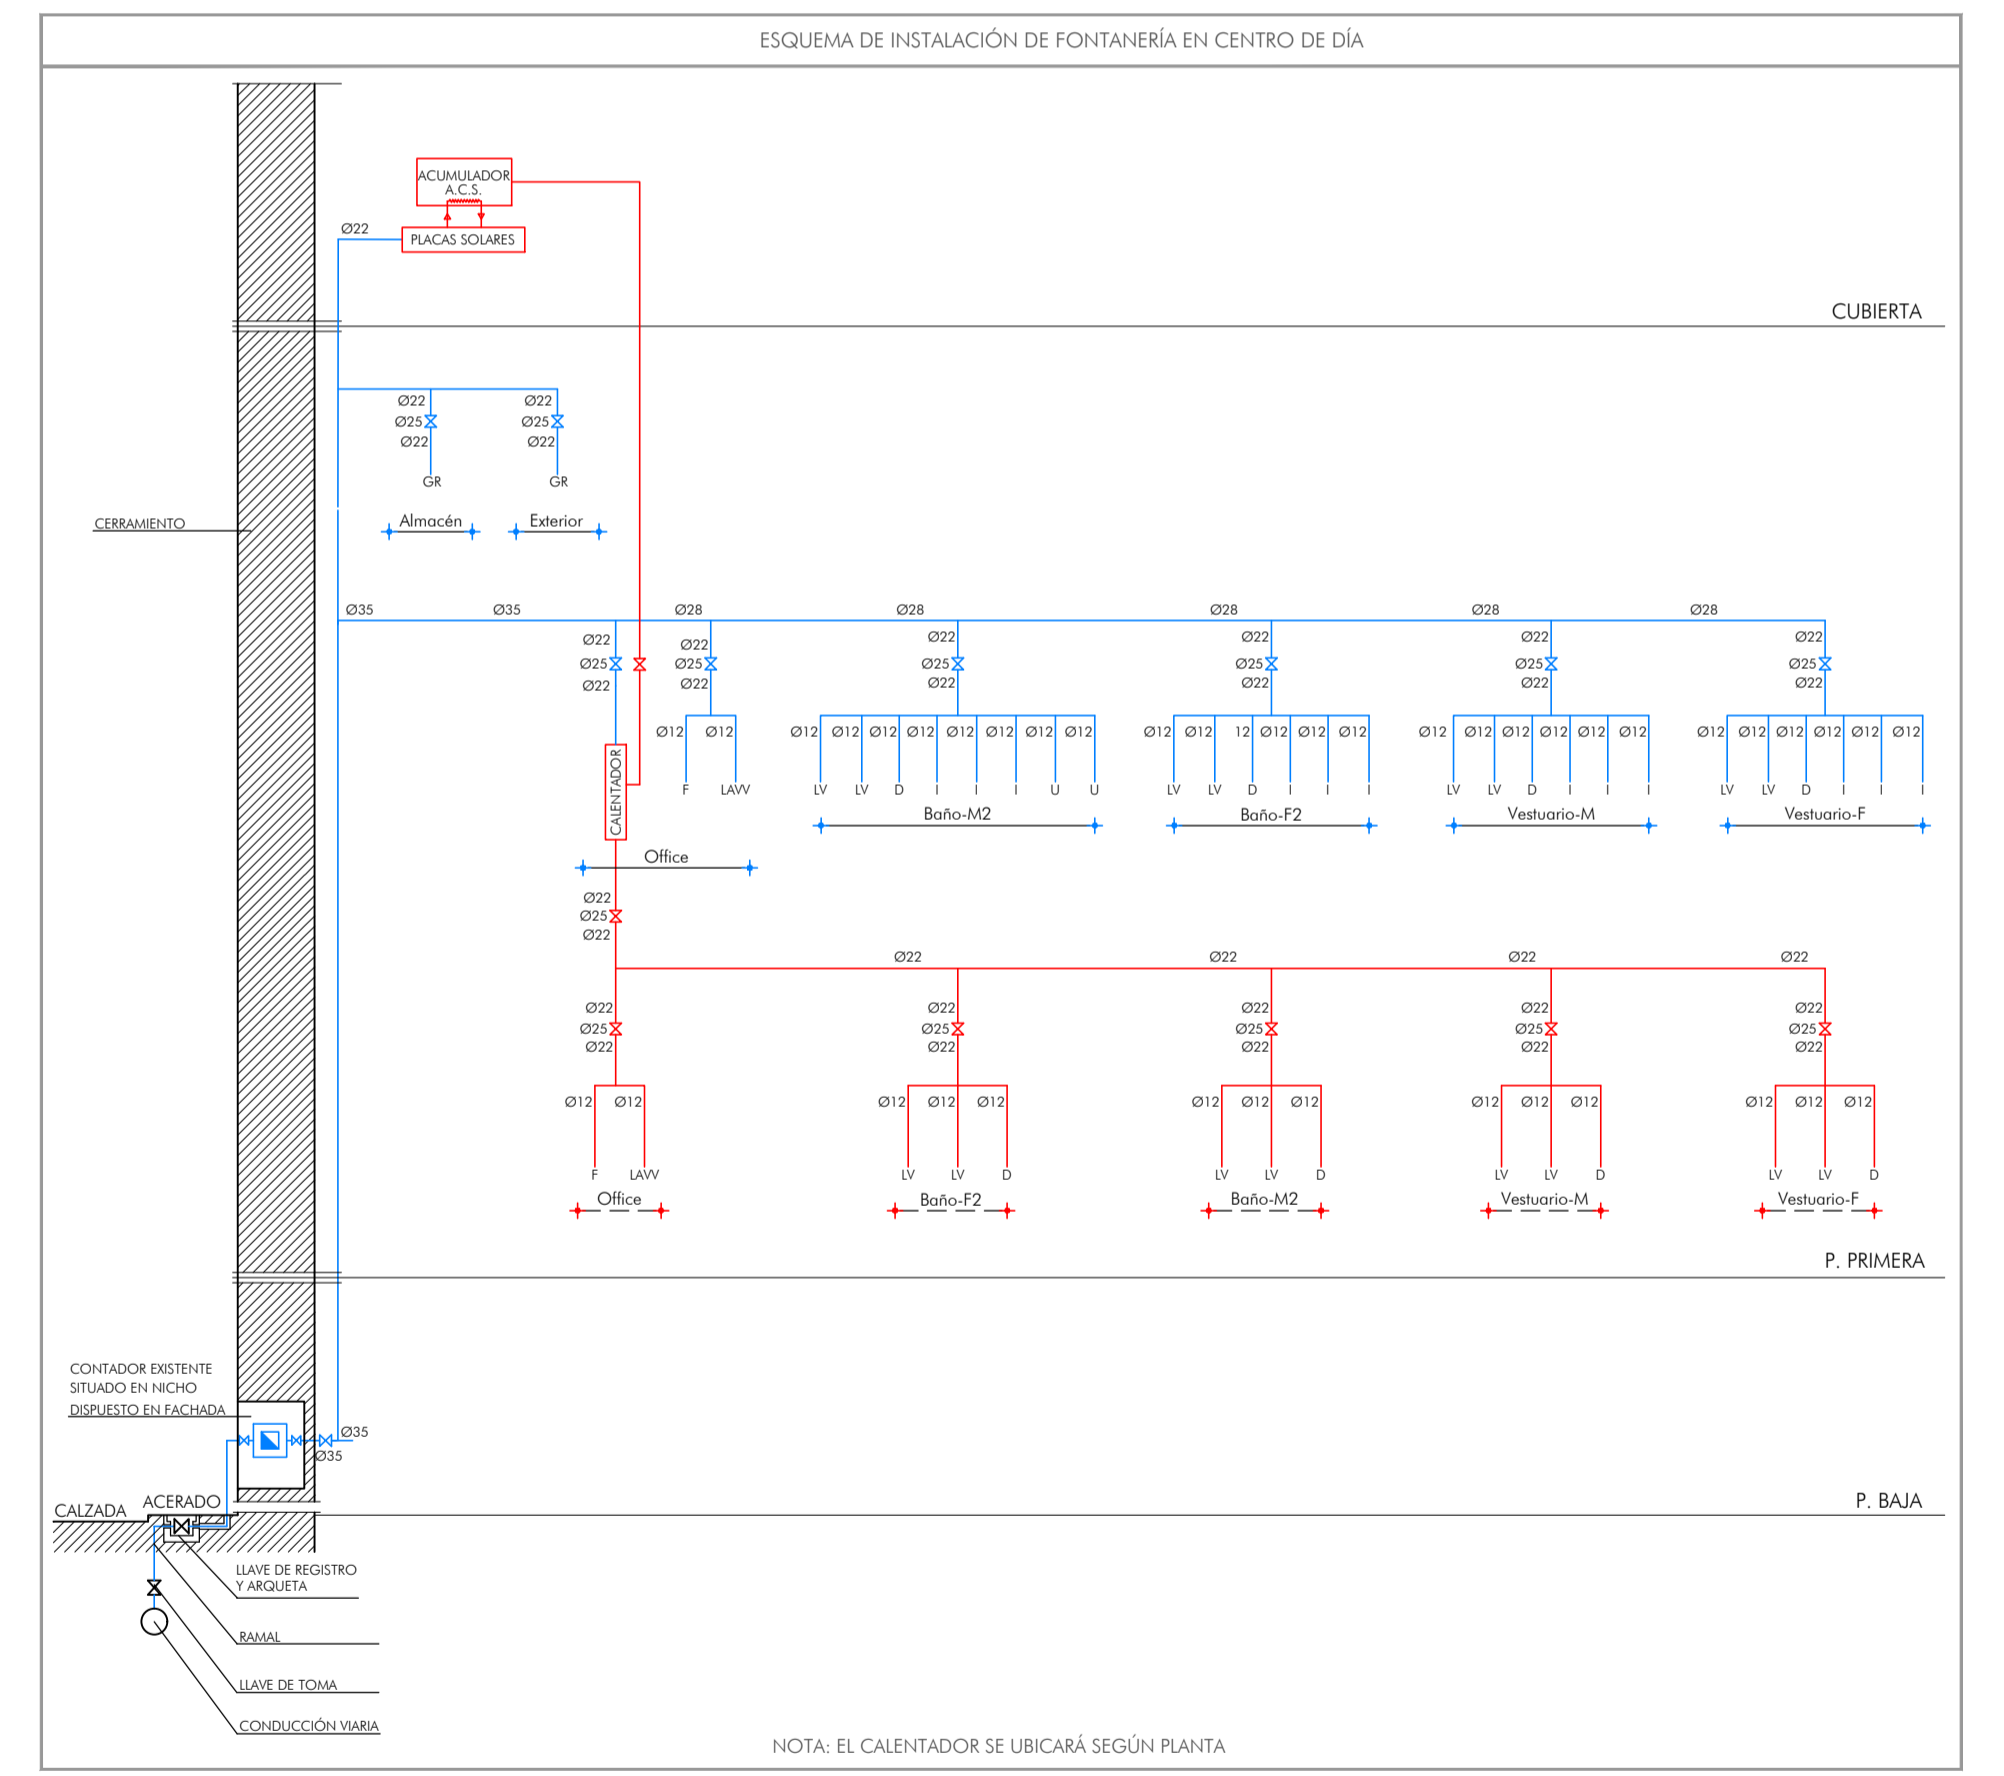 ESQUEMA DE INSTALACIÓN DE FONTANERÍA EN CENTRO DE DÍA
ACUMULADOR
A.C.S.
Ø22
PLACAS SOLARES
CUBIERTA
Ø22 Ø22
Ø25 Ø25
Ø22 Ø22
GR GR
Almacén Exterior
CERRAMIENTO
Ø35 Ø35 Ø28 Ø28 Ø28 Ø28 Ø28
Ø22 Ø22 Ø22 Ø22 Ø22 Ø22
Ø25 Ø25 Ø25 Ø25 Ø25 Ø25
Ø22 Ø22 Ø22 Ø22 Ø22 Ø22
Ø12 Ø12 Ø12 Ø12 Ø12 Ø12 Ø12 Ø12 Ø12 Ø12 Ø12 Ø12 12 Ø12 Ø12 Ø12 Ø12 Ø12 Ø12 Ø12 Ø12 Ø12 Ø12 Ø12 Ø12 Ø12 Ø12 Ø12
CALENTADOR
F LAVV LV LV D I I I U U LV LV D I I I LV LV D I I I LV LV D I I I
Baño-M2 Baño-F2 Vestuario-M Vestuario-F
Office
Ø22
Ø25
Ø22
Ø22 Ø22 Ø22 Ø22
Ø22 Ø22 Ø22 Ø22 Ø22
Ø25 Ø25 Ø25 Ø25 Ø25
Ø22 Ø22 Ø22 Ø22 Ø22
Ø12 Ø12 Ø12 Ø12 Ø12 Ø12 Ø12 Ø12 Ø12 Ø12 Ø12 Ø12 Ø12 Ø12
F LAVV LV LV D LV LV D LV LV D LV LV D
Office Baño-F2 Baño-M2 Vestuario-M Vestuario-F
P. PRIMERA
CONTADOR EXISTENTE
SITUADO EN NICHO
DISPUESTO EN FACHADA
Ø35
Ø35
CALZADA ACERADO
P. BAJA
LLAVE DE REGISTRO
Y ARQUETA
RAMAL
LLAVE DE TOMA
CONDUCCIÓN VIARIA
NOTA: EL CALENTADOR SE UBICARÁ SEGÚN PLANTA